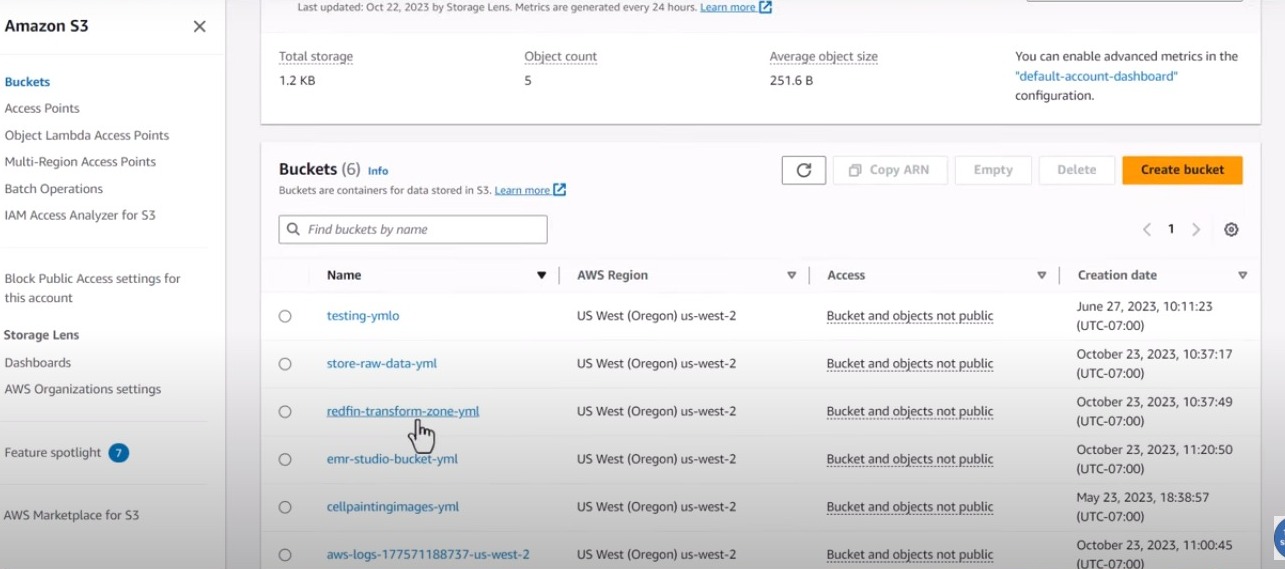 Amazon S3
Buckets
Access Points
Object Lambda Access Points
Multi-Region Access Points
Batch Operations
IAM Access Analyzer for S3
Block Public Access settings for
this account
Storage Lens
Dashboards
AWS Organizations settings
Feature spotlight 7
AWS Marketplace for S3
Last updated: Oct 22, 2023 by Storage Lens. Metrics are generated every 24 hours. Learn more
Total storage
1.2 KB
Object count
5
Average object size
251.6 B
You can enable advanced metrics in the
"default-account-dashboard"
configuration.
Buckets (6) Info
Buckets are containers for data stored in S3. Learn more
Copy ARN Empty Delete Create bucket
Find buckets by name
1
Name AWS Region Access Creation date
testing-ymlo US West (Oregon) us-west-2 Bucket and objects not public June 27, 2023, 10:11:23
(UTC-07:00)
store-raw-data-yml US West (Oregon) us-west-2 Bucket and objects not public October 23, 2023, 10:37:17
(UTC-07:00)
redfin-transform-zone-yml US West (Oregon) us-west-2 Bucket and objects not public October 23, 2023, 10:37:49
(UTC-07:00)
emr-studio-bucket-yml US West (Oregon) us-west-2 Bucket and objects not public October 23, 2023, 11:20:50
(UTC-07:00)
cellpaintingimages-yml US West (Oregon) us-west-2 Bucket and objects not public May 23, 2023, 18:38:57
(UTC-07:00)
aws-logs-177571188737-us-west-2 US West (Oregon) us-west-2 Bucket and objects not public October 23, 2023, 11:00:45
(UTC-07:00)